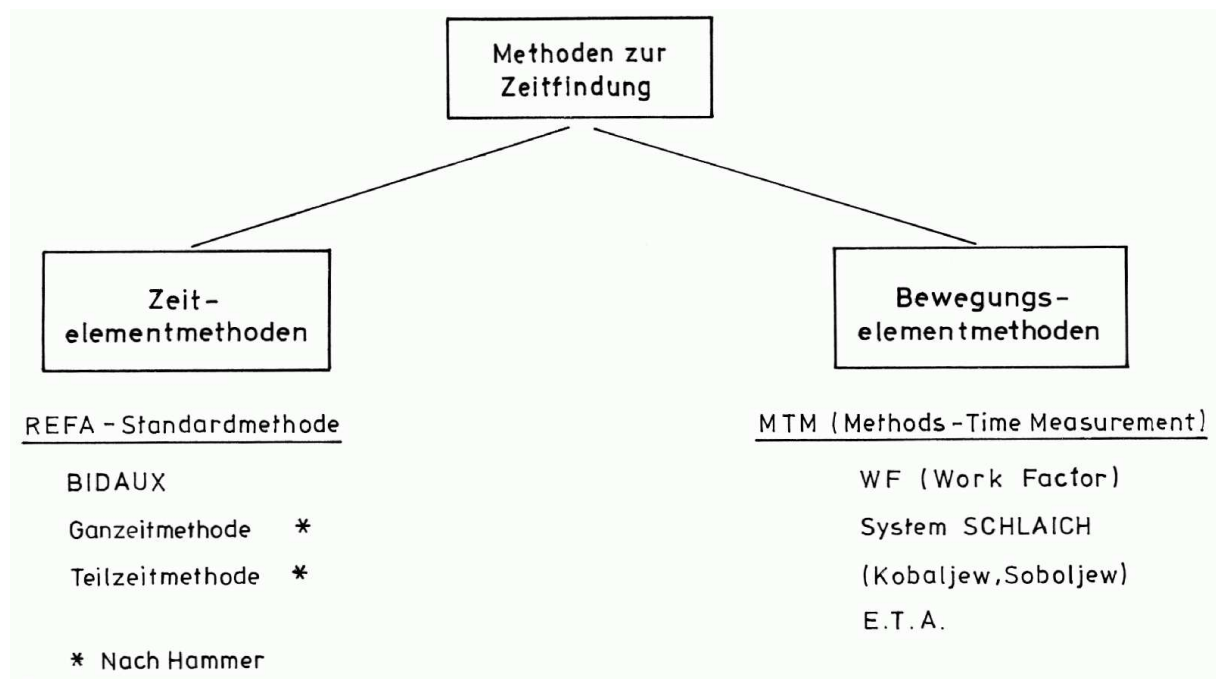 Methoden zur
Zeitfindung
Zeit-
elementmethoden
REFA - Standardmethode
BIDAUX
Ganzeitmethode *
Teilzeitmethode *
* Nach Hammer
Bewegungs-
elementmethoden
MTM (Methods-Time Measurement)
WF (Work Factor)
System SCHLAICH
(Kobaljew,Soboljew)
E.T.A.